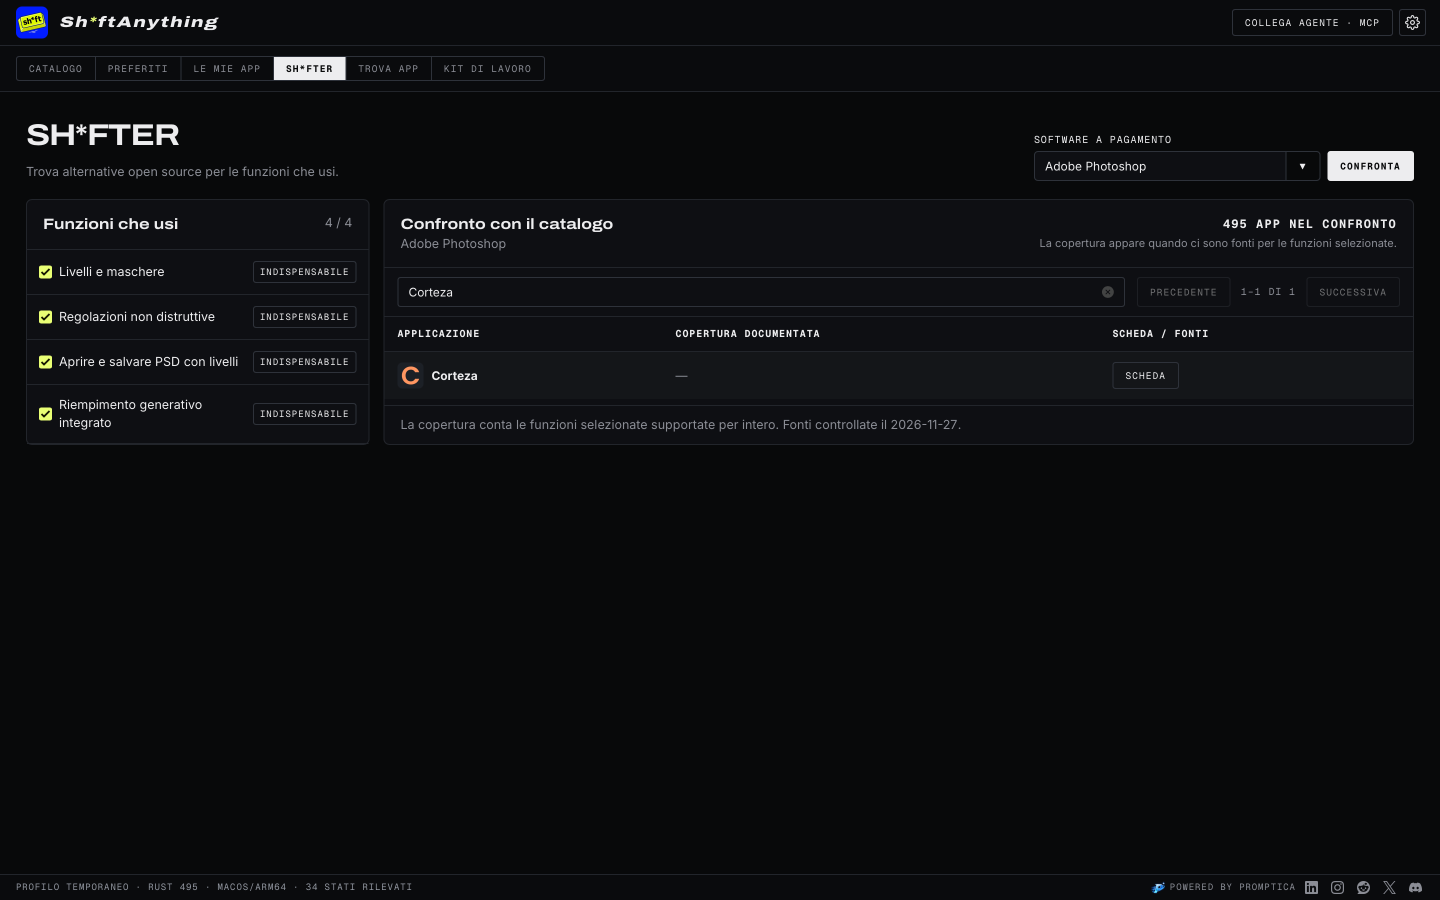 Sh*ftAnything
COLLEGA AGENTE · MCP
CATALOGO
PREFERITI
LE MIE APP
SH*FTER
TROVA APP
KIT DI LAVORO
SH*FTER
Trova alternative open source per le funzioni che usi.
SOFTWARE A PAGAMENTO
Adobe Photoshop
CONFRONTA
Funzioni che usi
4 / 4
Livelli e maschere
INDISPENSABILE
Regolazioni non distruttive
INDISPENSABILE
Aprire e salvare PSD con livelli
INDISPENSABILE
Riempimento generativo
integrato
INDISPENSABILE
Confronto con il catalogo
Adobe Photoshop
495 APP NEL CONFRONTO
La copertura appare quando ci sono fonti per le funzioni selezionate.
Corteza
PRECEDENTE
1–1 DI 1
SUCCESSIVA
APPLICAZIONE
COPERTURA DOCUMENTATA
SCHEDA / FONTI
Corteza
—
SCHEDA
La copertura conta le funzioni selezionate supportate per intero. Fonti controllate il 2026-11-27.
PROFILO TEMPORANEO · RUST 495 · MACOS/ARM64 · 34 STATI RILEVATI
POWERED BY PROMPTICA